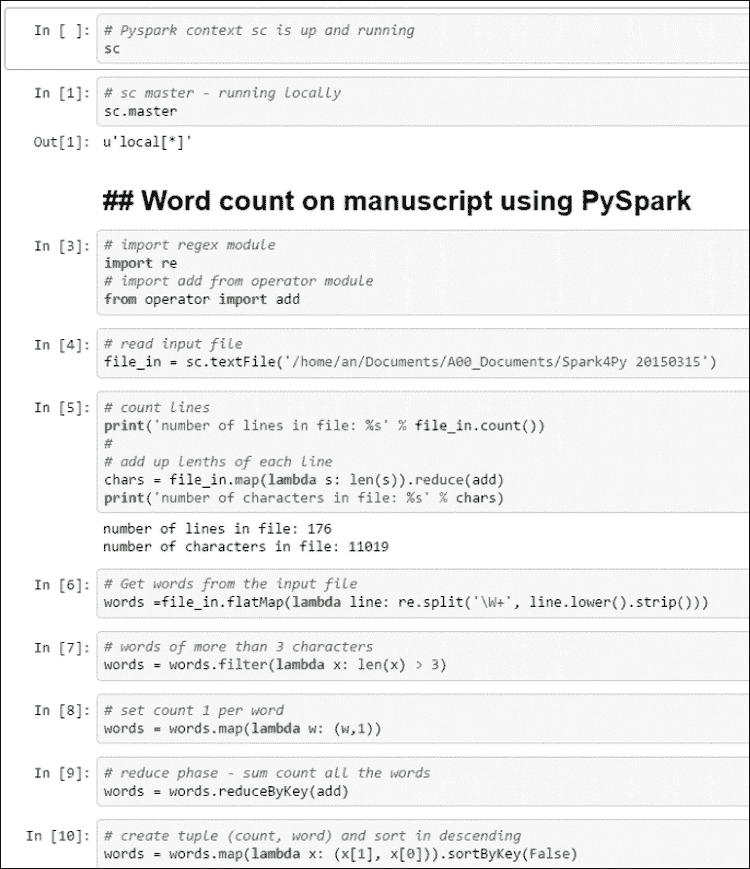 In [ ]: # Pyspark context sc is up and running
sc
In [1]: # sc master - running locally
sc.master
Out[1]: u'local[*]'
## Word count on manuscript using PySpark
In [3]: # import regex module
import re
# import add from operator module
from operator import add
In [4]: # read input file
file_in = sc.textFile('/home/an/Documents/A00_Documents/Spark4Py 20150315')
In [5]: # count lines
print('number of lines in file: %s' % file_in.count())
#
# add up lenths of each line
chars = file_in.map(lambda s: len(s)).reduce(add)
print('number of characters in file: %s' % chars)
number of lines in file: 176
number of characters in file: 11019
In [6]: # Get words from the input file
words =file_in.flatMap(lambda line: re.split('\W+', line.lower().strip()))
In [7]: # words of more than 3 characters
words = words.filter(lambda x: len(x) > 3)
In [8]: # set count 1 per word
words = words.map(lambda w: (w,1))
In [9]: # reduce phase - sum count all the words
words = words.reduceByKey(add)
In [10]: # create tuple (count, word) and sort in descending
words = words.map(lambda x: (x[1], x[0])).sortByKey(False)